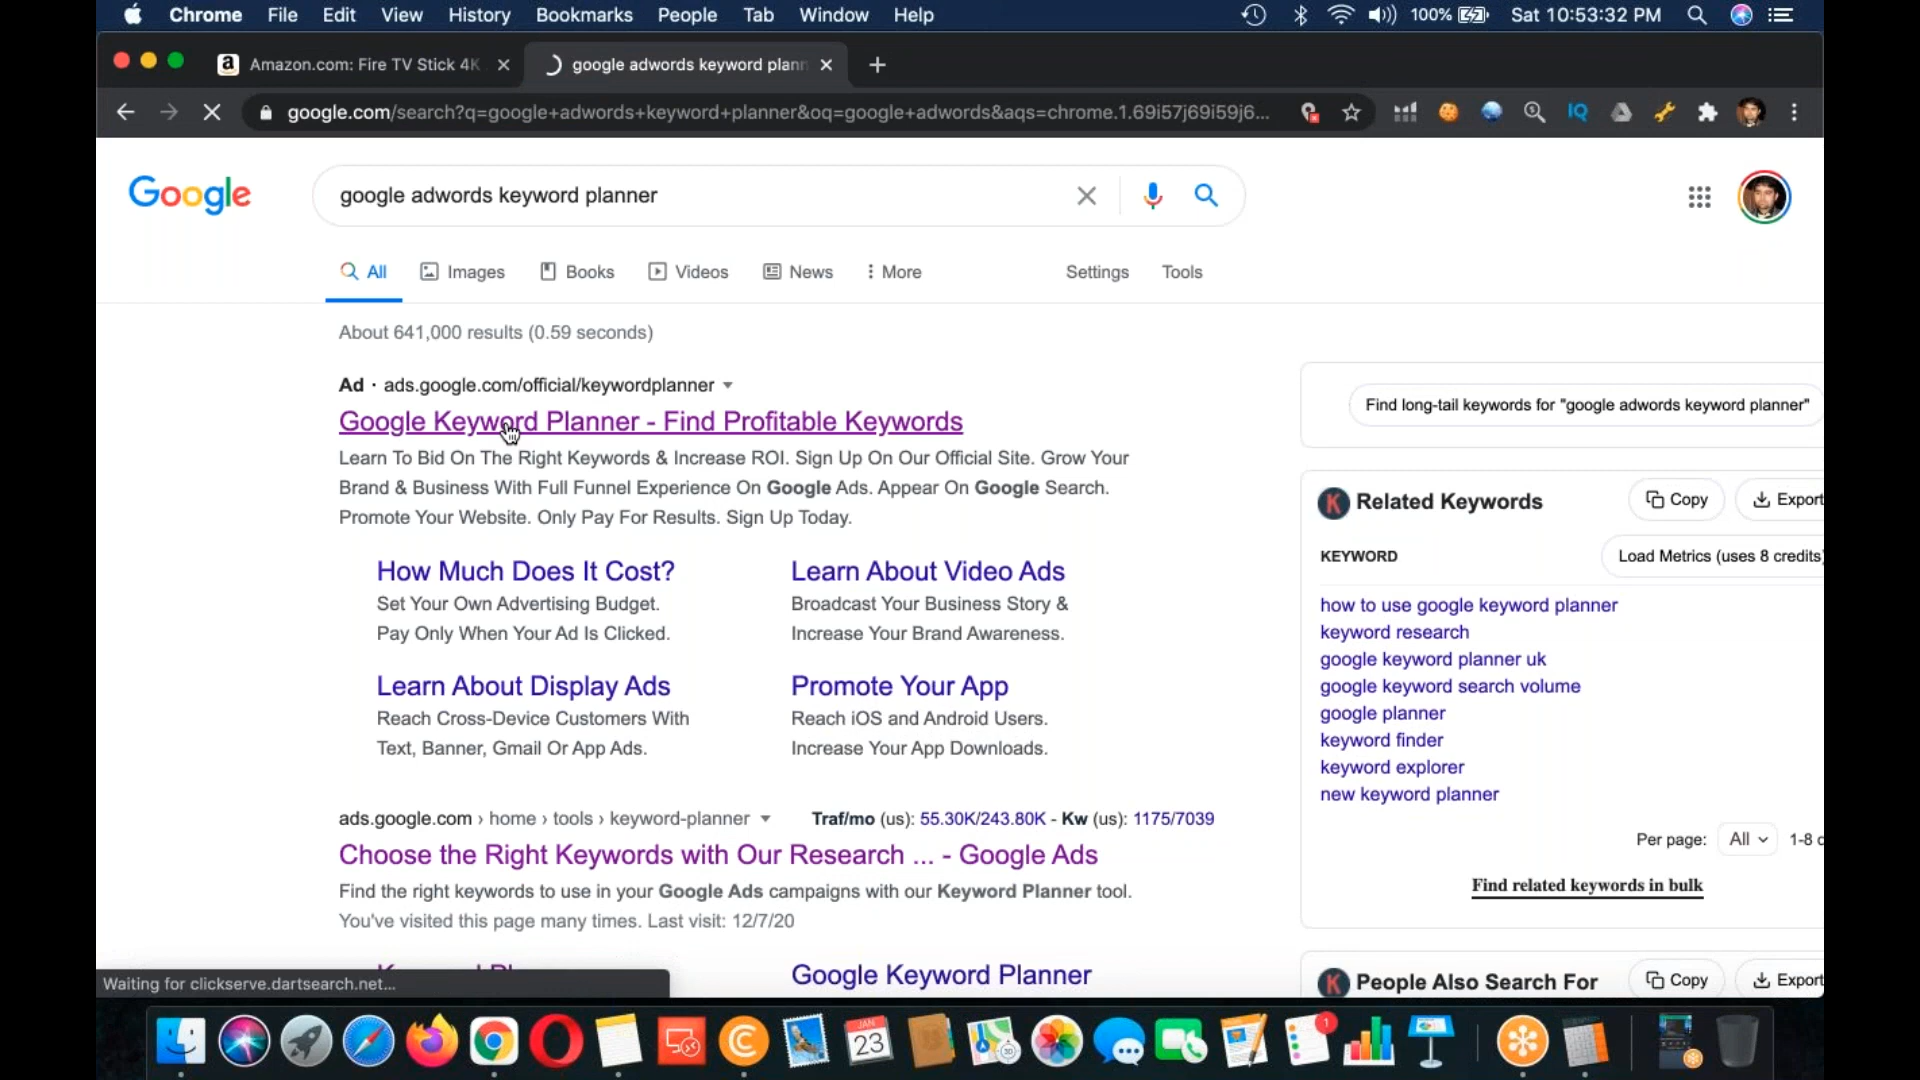 Chrome File Edit View History Bookmarks People Tab Window Help 100% Sat 10:53:32 PM
a Amazon.com: Fire TV Stick 4K google adwords keyword plann
google.com/search?q=google+adwords+keyword+planner&oq=google+adwords&aqs=chrome.1.69i57j69i59j6... IQ
Google google adwords keyword planner
All Images Books Videos News More Settings Tools
About 641,000 results (0.59 seconds)
Ad · ads.google.com/official/keywordplanner
Google Keyword Planner - Find Profitable Keywords
Learn To Bid On The Right Keywords & Increase ROI. Sign Up On Our Official Site. Grow Your
Brand & Business With Full Funnel Experience On Google Ads. Appear On Google Search.
Promote Your Website. Only Pay For Results. Sign Up Today.
How Much Does It Cost?
Set Your Own Advertising Budget.
Pay Only When Your Ad Is Clicked.
Learn About Video Ads
Broadcast Your Business Story &
Increase Your Brand Awareness.
Learn About Display Ads
Reach Cross-Device Customers With
Text, Banner, Gmail Or App Ads.
Promote Your App
Reach iOS and Android Users.
Increase Your App Downloads.
ads.google.com › home › tools › keyword-planner Traf/mo (us): 55.30K/243.80K - Kw (us): 1175/7039
Choose the Right Keywords with Our Research ... - Google Ads
Find the right keywords to use in your Google Ads campaigns with our Keyword Planner tool.
You've visited this page many times. Last visit: 12/7/20
Google Keyword Planner
Waiting for clickserve.dartsearch.net...
Find long-tail keywords for "google adwords keyword planner"
K Related Keywords Copy Export
KEYWORD Load Metrics (uses 8 credits)
how to use google keyword planner
keyword research
google keyword planner uk
google keyword search volume
google planner
keyword finder
keyword explorer
new keyword planner
Per page: All 1-8
Find related keywords in bulk
K People Also Search For Copy Export
JAN
23
1